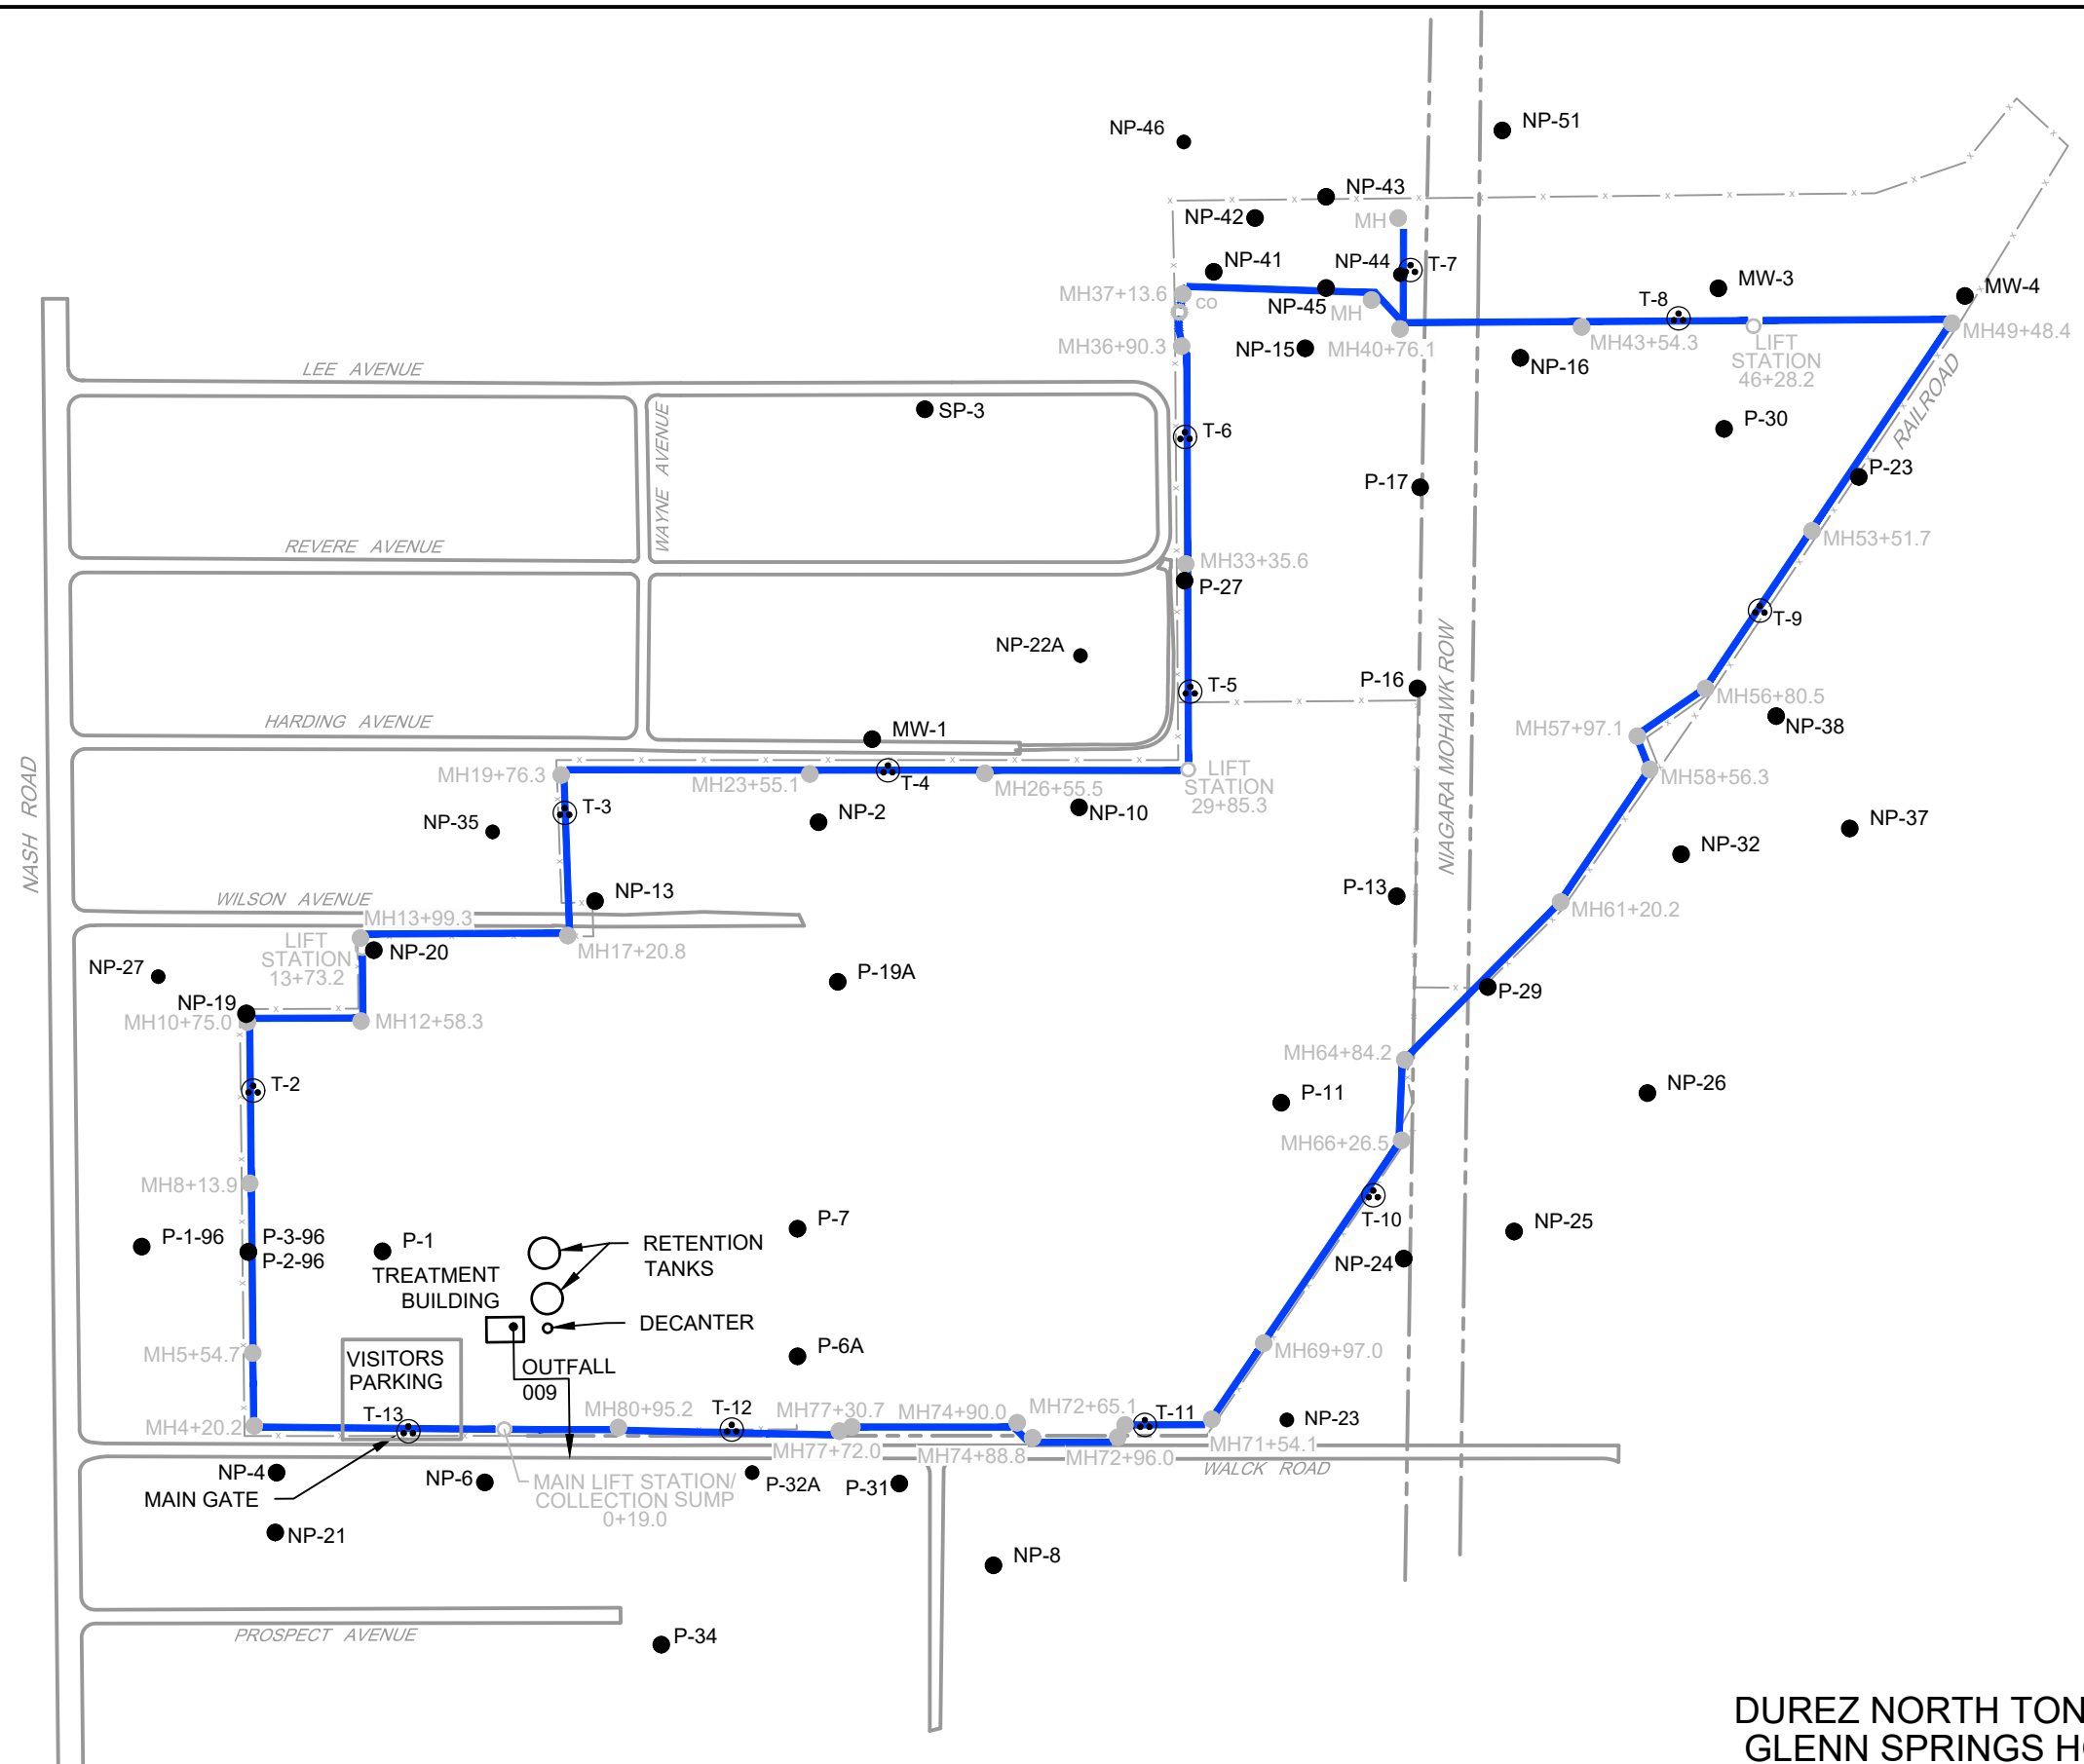 NP-51
NP-46
NP-43
NP-42
MH
NP-41
NP-44
T-7
MW-3
MW-4
MH37+13.6
CO
NP-45
MH
T-8
MH36+90.3
NP-15
MH40+76.1
MH43+54.3
NP-16
LIFT
STATION
46+28.2
MH49+48.4
LEE AVENUE
SP-3
WAYNE AVENUE
T-6
P-30
RAILROAD
P-17
P-23
REVERE AVENUE
MH33+35.6
MH53+51.7
P-27
T-9
NP-22A
NIAGARA MOHAWK ROW
T-5
P-16
MH56+80.5
HARDING AVENUE
MW-1
MH57+97.1
NP-38
NASH ROAD
MH19+76.3
MH23+55.1
T-4
MH26+55.5
LIFT
STATION
29+85.3
MH58+56.3
T-3
NP-35
NP-2
NP-10
NP-37
NP-32
WILSON AVENUE
NP-13
P-13
MH13+99.3
MH61+20.2
LIFT
STATION
13+73.2
NP-20
MH17+20.8
NP-27
P-19A
P-29
NP-19
MH10+75.0
MH12+58.3
MH64+84.2
T-2
P-11
NP-26
MH66+26.5
MH8+13.9
T-10
P-1-96
P-3-96
P-2-96
P-1
P-7
NP-25
RETENTION
TANKS
NP-24
TREATMENT
BUILDING
DECANTER
MH5+54.7
VISITORS
PARKING
OUTFALL
009
P-6A
MH69+97.0
MH4+20.2
T-13
MH80+95.2
T-12
MH77+30.7
MH74+90.0
MH72+65.1
T-11
NP-23
MH77+72.0
MH74+88.8
MH72+96.0
MH71+54.1
WALCK ROAD
NP-4
NP-6
MAIN LIFT STATION/
COLLECTION SUMP
0+19.0
P-32A
P-31
MAIN GATE
NP-21
NP-8
PROSPECT AVENUE
P-34
DUREZ NORTH TON
GLENN SPRINGS H